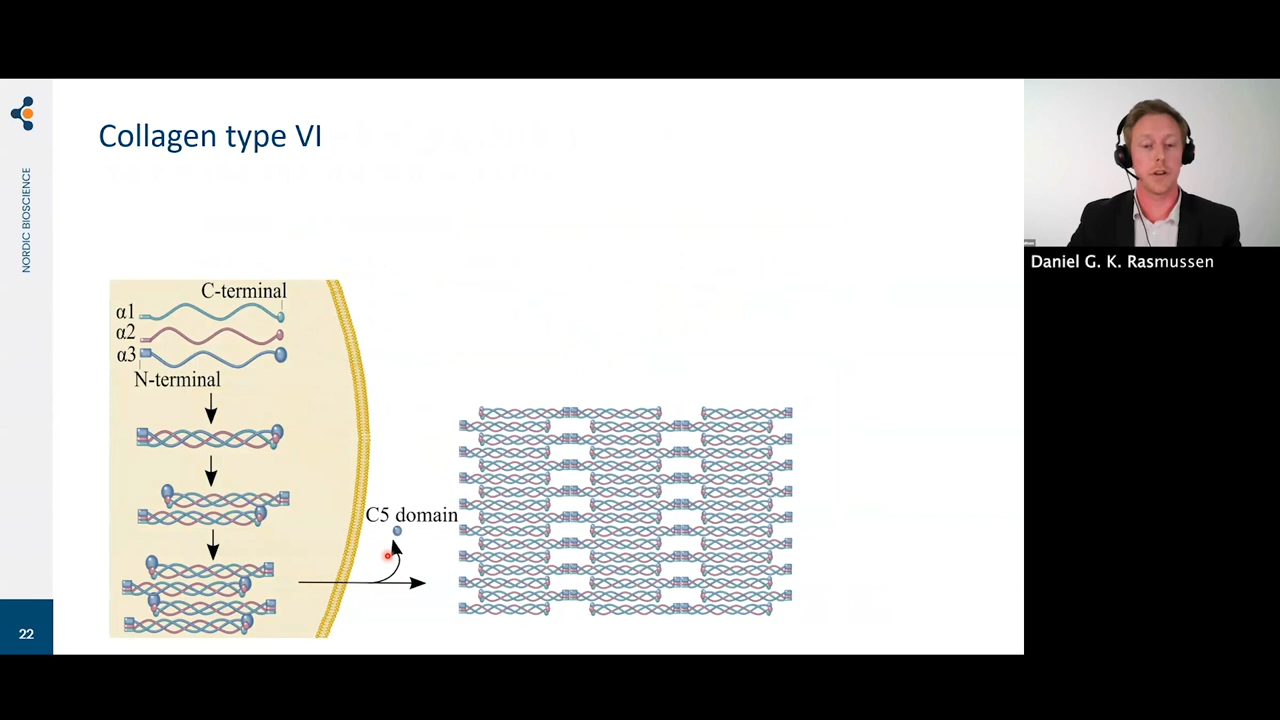 Collagen type VI
NORDIC BIOSCIENCE
C-terminal
α1
α2
α3
N-terminal
C5 domain
22
Daniel G. K. Rasmussen